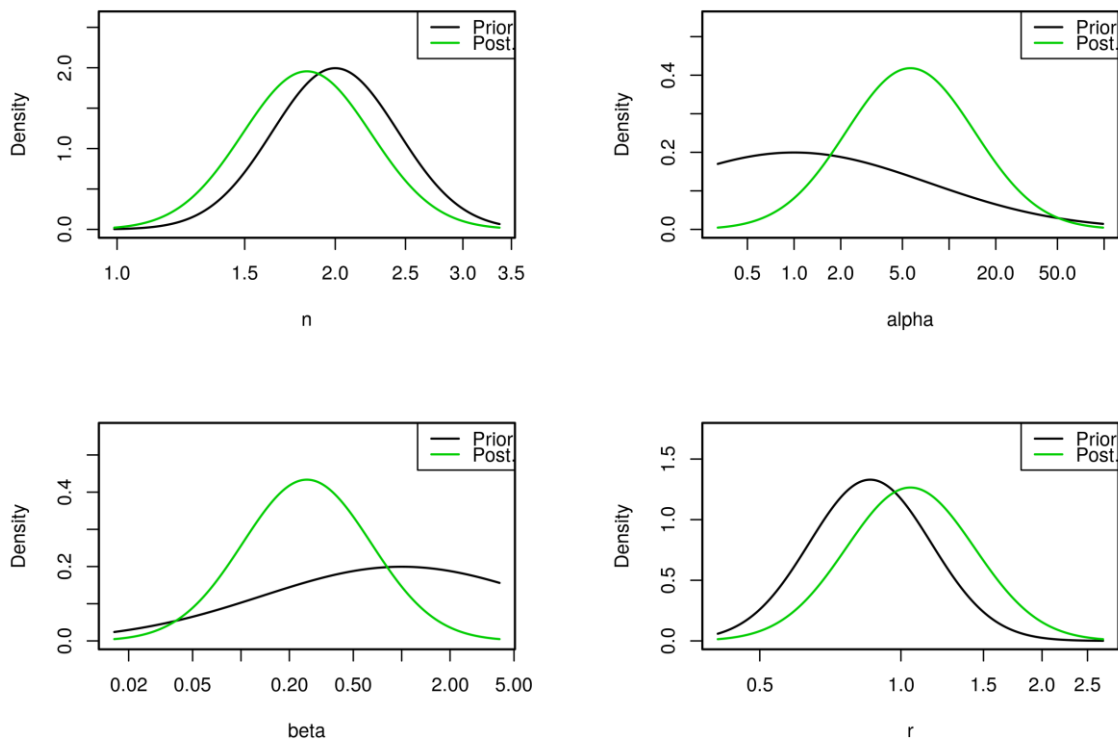 Prior
Post.
Density
0.0 1.0 2.0
1.0 1.5 2.0 2.5 3.0 3.5
n
Prior
Post.
Density
0.0 0.2 0.4
0.5 1.0 2.0 5.0 20.0 50.0
alpha
Prior
Post.
Density
0.0 0.2 0.4
0.02 0.05 0.20 0.50 2.00 5.00
beta
Prior
Post.
Density
0.0 0.5 1.0 1.5
0.5 1.0 1.5 2.0 2.5
r